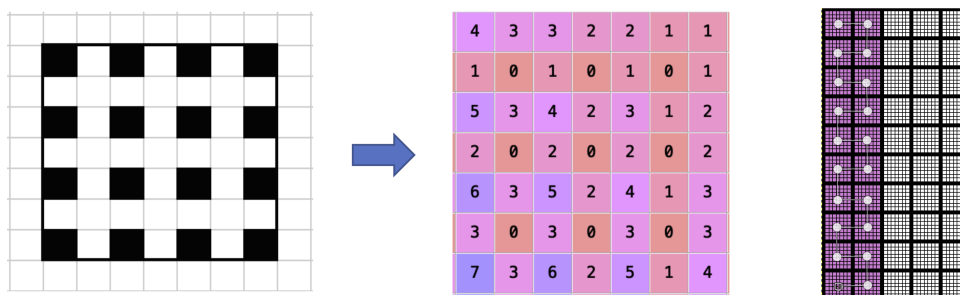 4 3 3 2 2 1 1
1 0 1 0 1 0 1
5 3 4 2 3 1 2
2 0 2 0 2 0 2
6 3 5 2 4 1 3
3 0 3 0 3 0 3
7 3 6 2 5 1 4